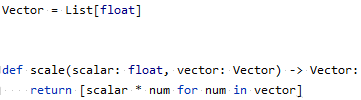 Vector = List[float]
def scale(scalar: float, vector: Vector) -> Vector:
    return [scalar * num for num in vector]